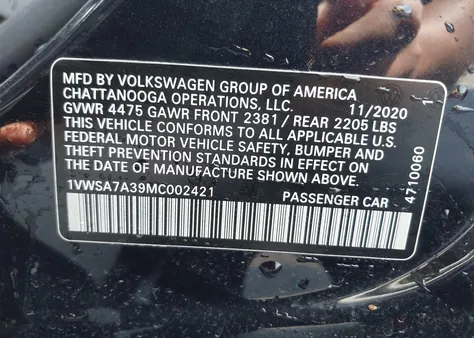 MFD BY VOLKSWAGEN GROUP OF AMERICA
CHATTANOOGA OPERATIONS, LLC. 11/2020
GVWR 4475 GAWR FRONT 2381 / REAR 2205 LBS
THIS VEHICLE CONFORMS TO ALL APPLICABLE U.S.
FEDERAL MOTOR VEHICLE SAFETY, BUMPER AND
THEFT PREVENTION STANDARDS IN EFFECT ON
THE DATE OF MANUFACTURE SHOWN ABOVE.
1VWSA7A39MC002421 PASSENGER CAR
4710060